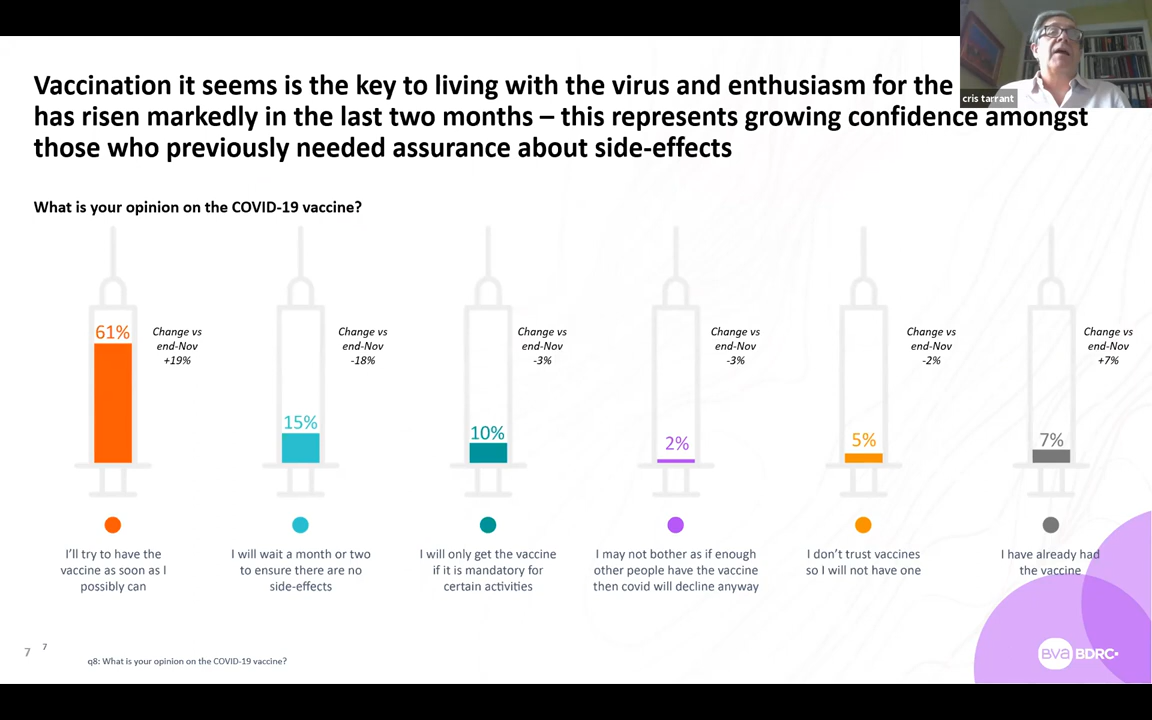 Vaccination it seems is the key to living with the virus and enthusiasm for the
has risen markedly in the last two months – this represents growing confidence amongst
those who previously needed assurance about side-effects
cris tarrant
What is your opinion on the COVID-19 vaccine?
61%
Change vs
end-Nov
+19%
15%
Change vs
end-Nov
-18%
10%
Change vs
end-Nov
-3%
2%
Change vs
end-Nov
-3%
5%
Change vs
end-Nov
-2%
7%
Change vs
end-Nov
+7%
I'll try to have the
vaccine as soon as I
possibly can
I will wait a month or two
to ensure there are no
side-effects
I will only get the vaccine
if it is mandatory for
certain activities
I may not bother as if enough
other people have the vaccine
then covid will decline anyway
I don't trust vaccines
so I will not have one
I have already had
the vaccine
7
7
q8: What is your opinion on the COVID-19 vaccine?
BVA BDRC